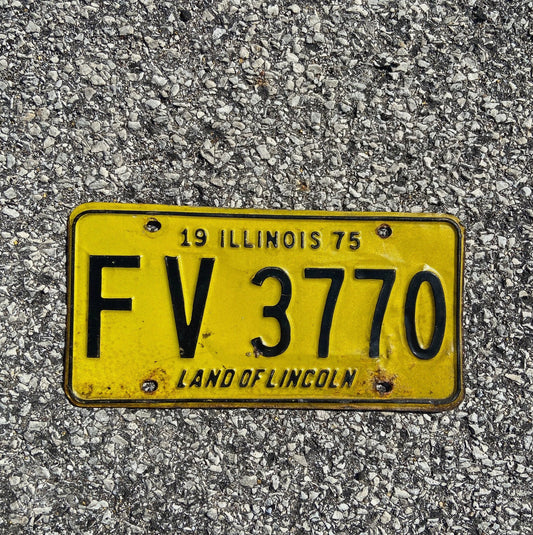 19 ILLINOIS 75
FV 3770
LAND OF LINCOLN